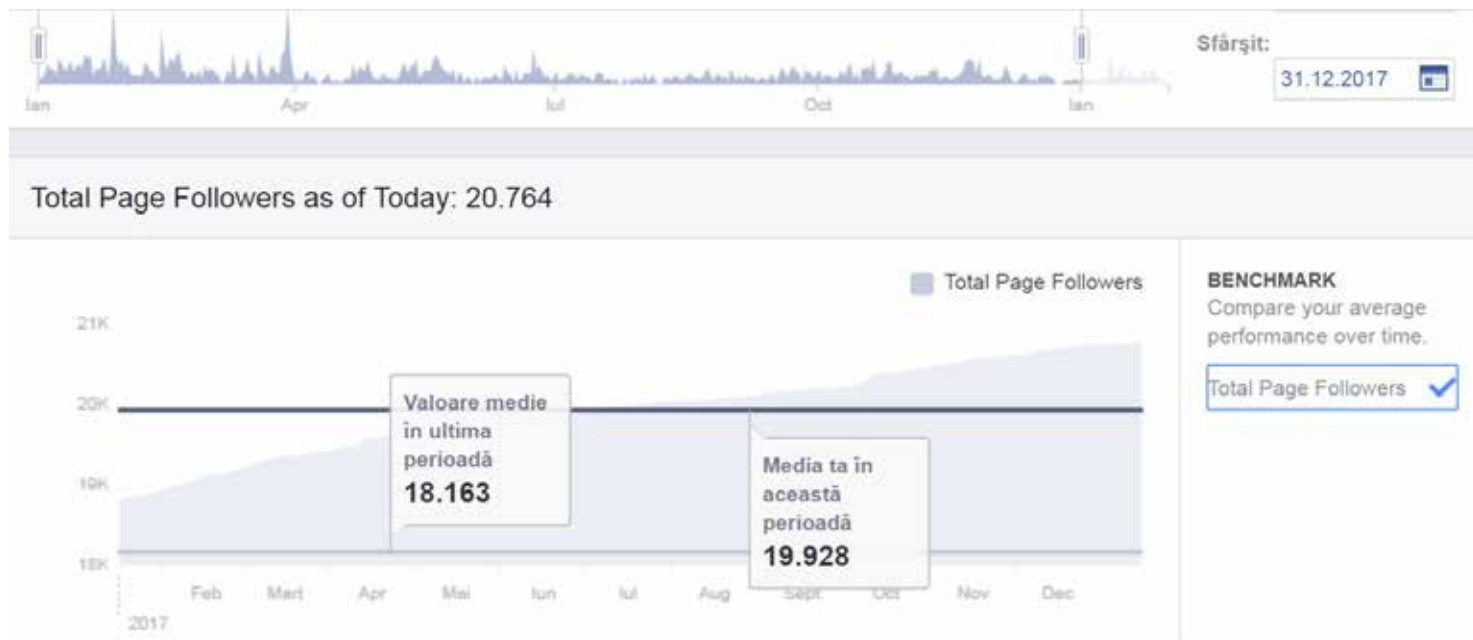 Sfârşit:
31.12.2017
Ian Apr Iul Oct Ian
Total Page Followers as of Today: 20.764
Total Page Followers
BENCHMARK
Compare your average
performance over time.
Total Page Followers
21K
20K
19K
18K
Valoare medie
în ultima
perioadă
18.163
Media ta în
această
perioadă
19.928
Feb Mart Apr Mai Iun Iul Aug Sept Oct Nov Dec
2017